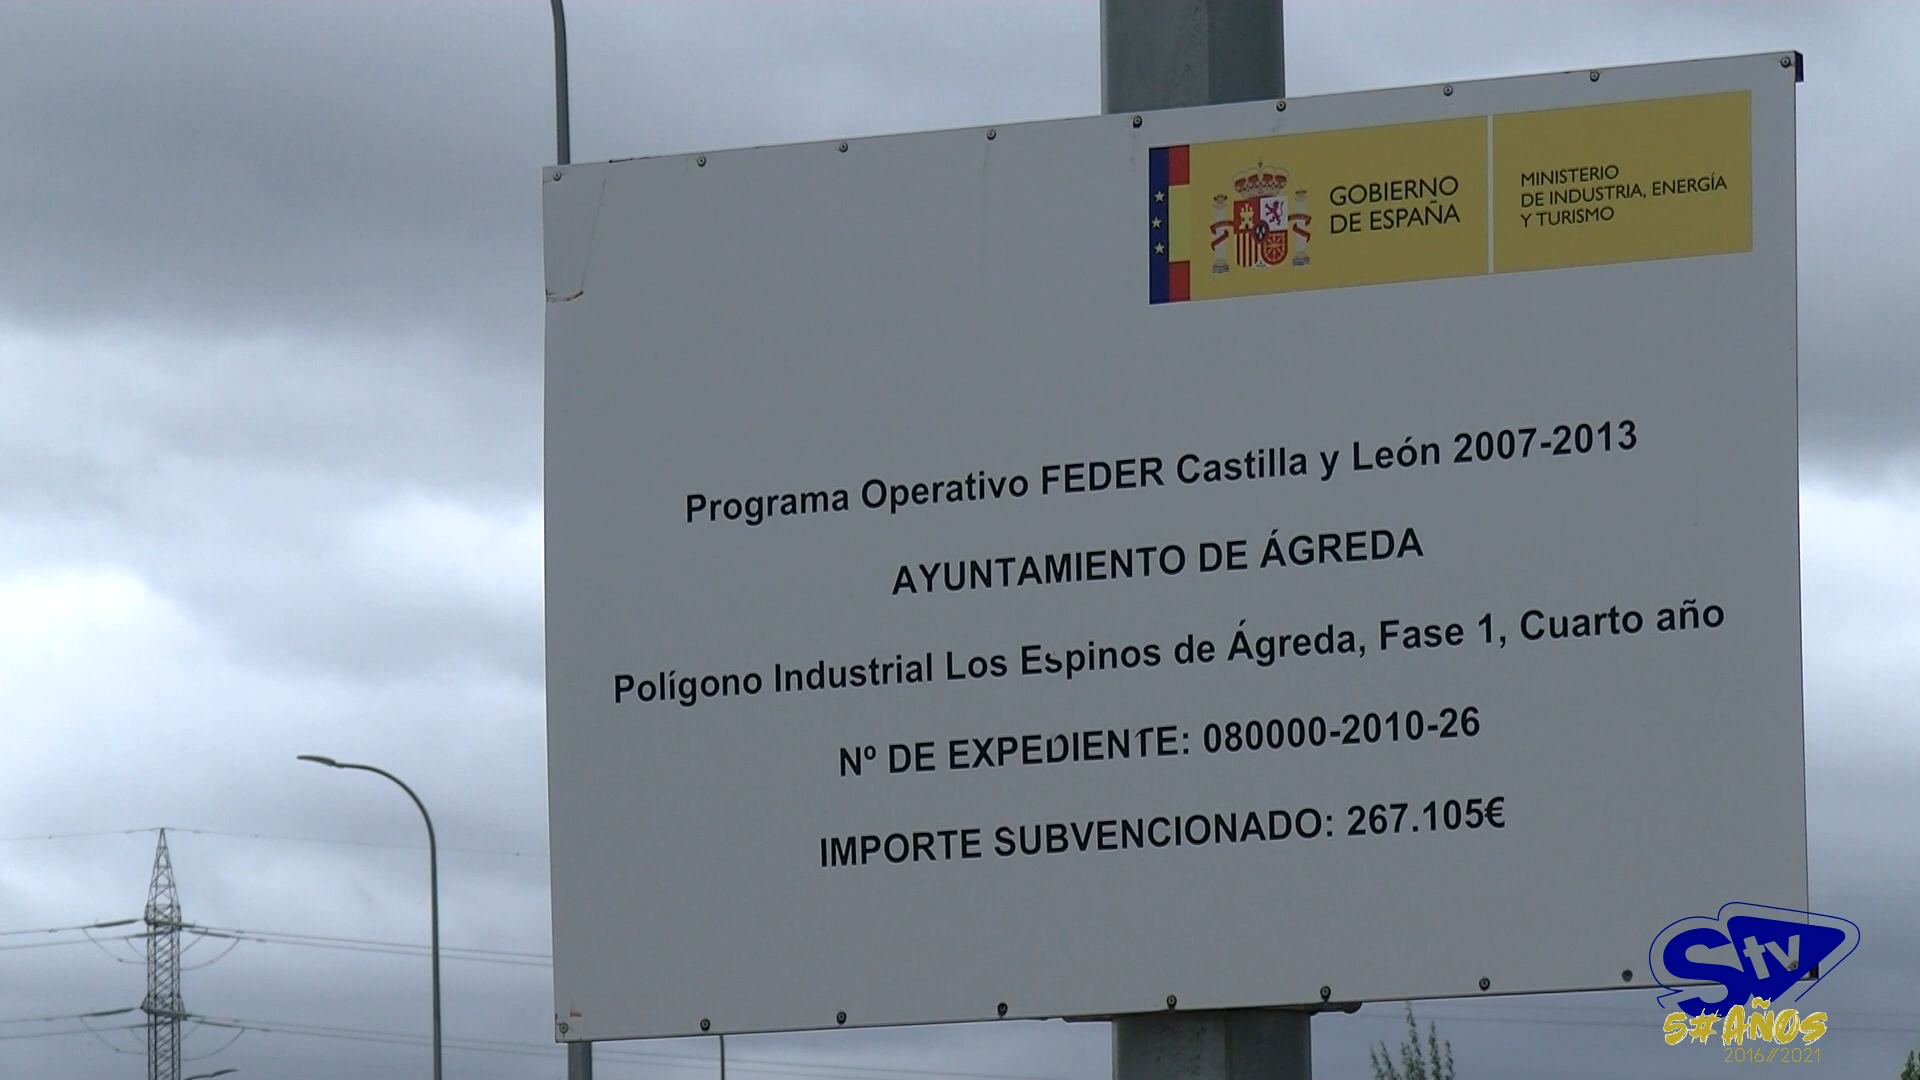 GOBIERNO
DE ESPAÑA
MINISTERIO
DE INDUSTRIA, ENERGÍA
Y TURISMO
Programa Operativo FEDER Castilla y León 2007-2013
AYUNTAMIENTO DE ÁGREDA
Polígono Industrial Los Espinos de Ágreda, Fase 1, Cuarto año
Nº DE EXPEDIENTE: 080000-2010-26
IMPORTE SUBVENCIONADO: 267.105€
Stv
5#AÑOS
2016//2021